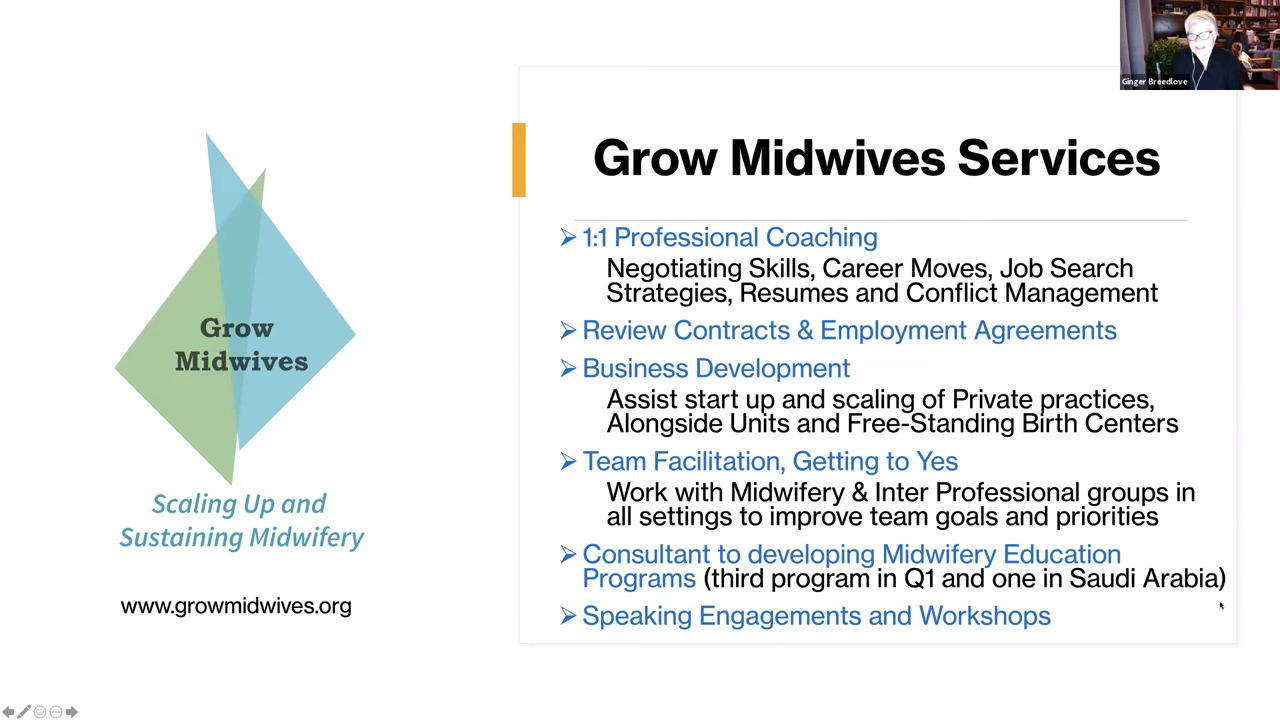 Ginger Breedlove
Grow Midwives Services
Grow
Midwives
Scaling Up and
Sustaining Midwifery
www.growmidwives.org
➢ 1:1 Professional Coaching
Negotiating Skills, Career Moves, Job Search
Strategies, Resumes and Conflict Management
➢ Review Contracts & Employment Agreements
➢ Business Development
Assist start up and scaling of Private practices,
Alongside Units and Free-Standing Birth Centers
➢ Team Facilitation, Getting to Yes
Work with Midwifery & Inter Professional groups in
all settings to improve team goals and priorities
➢ Consultant to developing Midwifery Education
Programs (third program in Q1 and one in Saudi Arabia)
➢ Speaking Engagements and Workshops